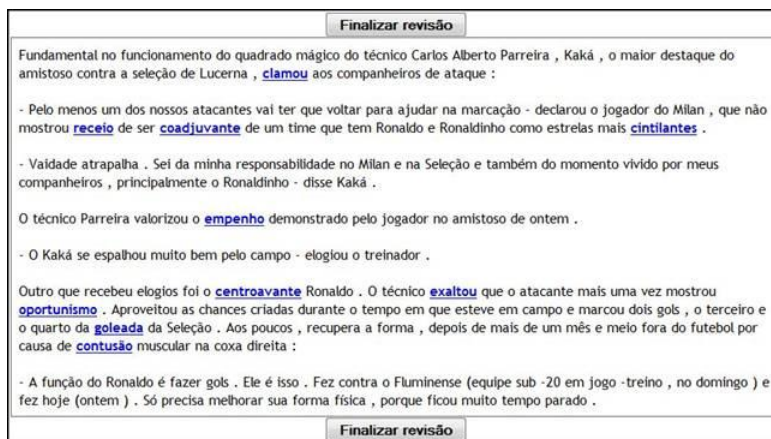 Finalizar revisão
Fundamental no funcionamento do quadrado mágico do técnico Carlos Alberto Parreira , Kaká , o maior destaque do
amistoso contra a seleção de Lucerna , clamou aos companheiros de ataque :
- Pelo menos um dos nossos atacantes vai ter que voltar para ajudar na marcação - declarou o jogador do Milan , que não
mostrou receio de ser coadjuvante de um time que tem Ronaldo e Ronaldinho como estrelas mais cintilantes .
- Vaidade atrapalha . Sei da minha responsabilidade no Milan e na Seleção e também do momento vivido por meus
companheiros , principalmente o Ronaldinho - disse Kaká .
O técnico Parreira valorizou o empenho demonstrado pelo jogador no amistoso de ontem .
- O Kaká se espalhou muito bem pelo campo - elogiou o treinador .
Outro que recebeu elogios foi o centroavante Ronaldo . O técnico exaltou que o atacante mais uma vez mostrou
oportunismo . Aproveitou as chances criadas durante o tempo em que esteve em campo e marcou dois gols , o terceiro e
o quarto da goleada da Seleção . Aos poucos , recupera a forma , depois de mais de um mês e meio fora do futebol por
causa de contusão muscular na coxa direita :
- A função do Ronaldo é fazer gols . Ele é isso . Fez contra o Fluminense (equipe sub -20 em jogo -treino , no domingo ) e
fez hoje (ontem ) . Só precisa melhorar sua forma física , porque ficou muito tempo parado .
Finalizar revisão